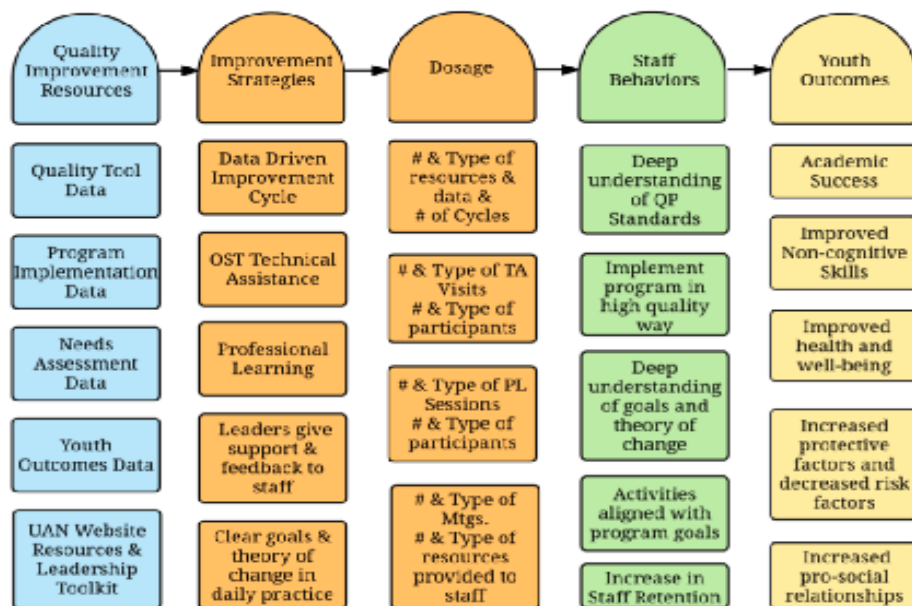 Quality
Improvement
Resources
Improvement
Strategies
Dosage
Staff
Behaviors
Youth
Outcomes
Quality Tool
Data
Program
Implementation
Data
Needs
Assessment
Data
Youth
Outcomes Data
UAN Website
Resources &
Leadership
Toolkit
Data Driven
Improvement
Cycle
OST Technical
Assistance
Professional
Learning
Leaders give
support &
feedback to
staff
Clear goals &
theory of
change in
daily practice
# & Type of
resources &
data &
# of Cycles
# & Type of TA
Visits
# & Type of
participants
# & Type of PL
Sessions
# & Type of
participants
# & Type of
Mtgs.
# & Type of
resources
provided to
staff
Deep
understanding
of QP
Standards
Implement
program in
high quality
way
Deep
understanding
of goals and
theory of
change
Activities
aligned with
program goals
Increase in
Staff Retention
Academic
Success
Improved
Non-cognitive
Skills
Improved
health and
well-being
Increased
protective
factors and
decreased risk
factors
Increased
pro-social
relationships